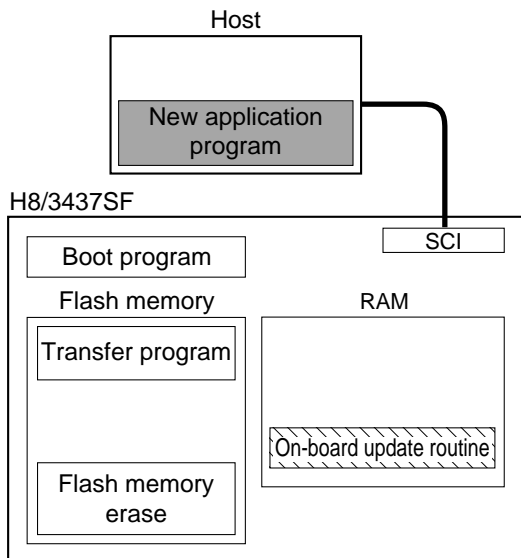 Host
New application
program
H8/3437SF
SCI
Boot program
Flash memory
RAM
Transfer program
On-board update routine
Flash memory
erase